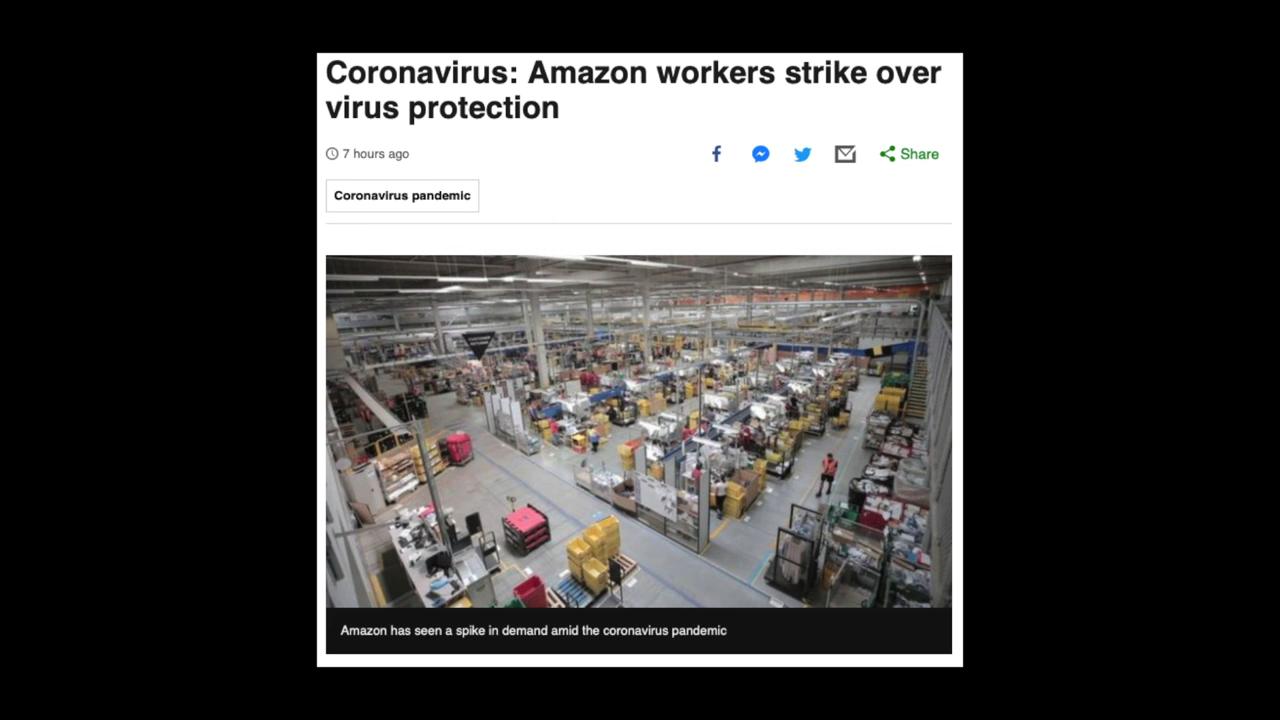 Coronavirus: Amazon workers strike over
virus protection
7 hours ago
Share
Coronavirus pandemic
Amazon has seen a spike in demand amid the coronavirus pandemic